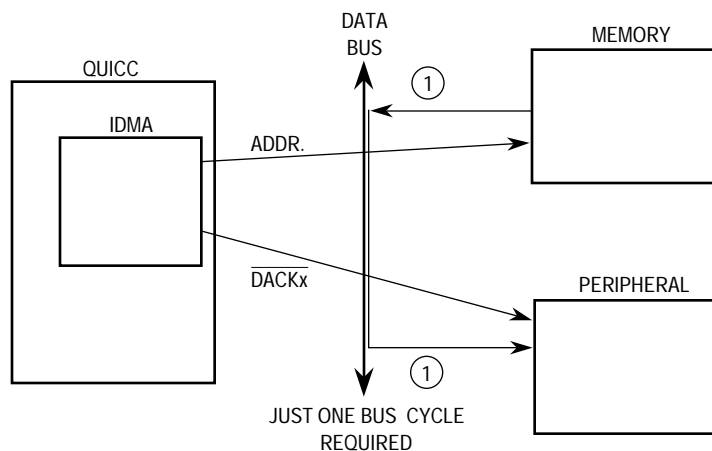 DATA
BUS
MEMORY
QUICC
1
IDMA
ADDR.
DACKx
PERIPHERAL
1
JUST ONE BUS CYCLE
REQUIRED